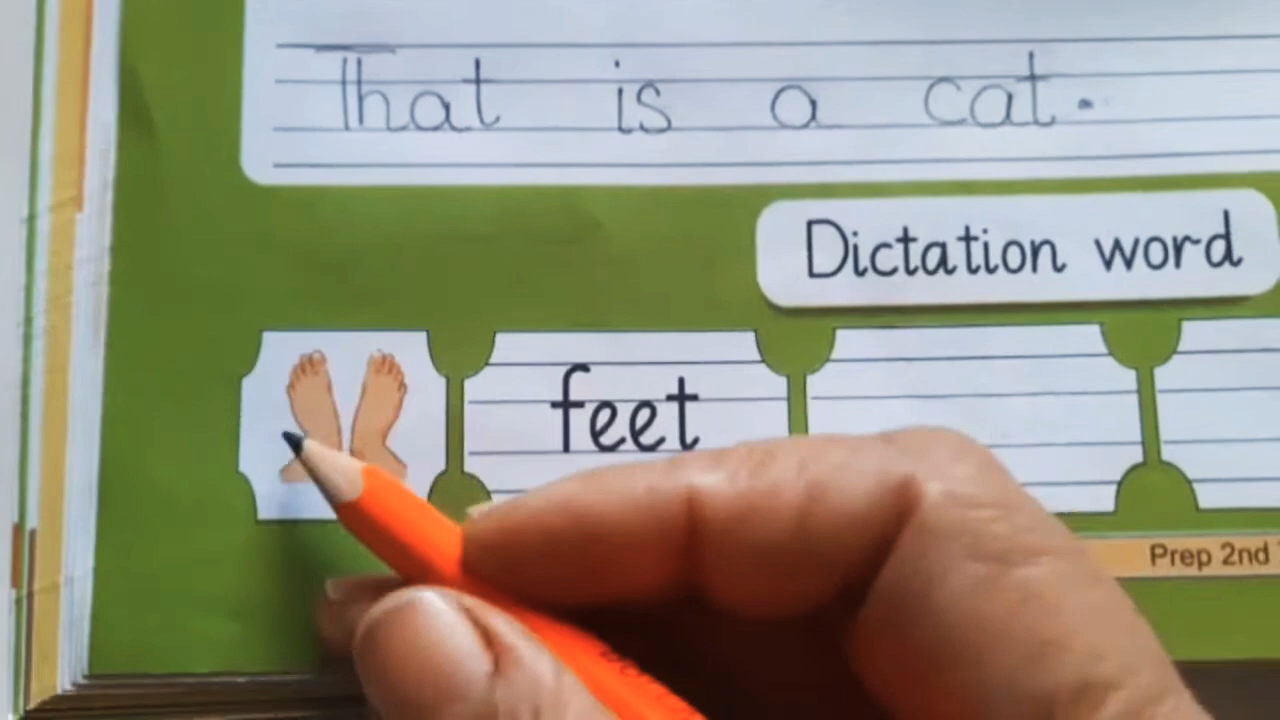 That is a cat.
Dictation word
feet
Prep 2nd